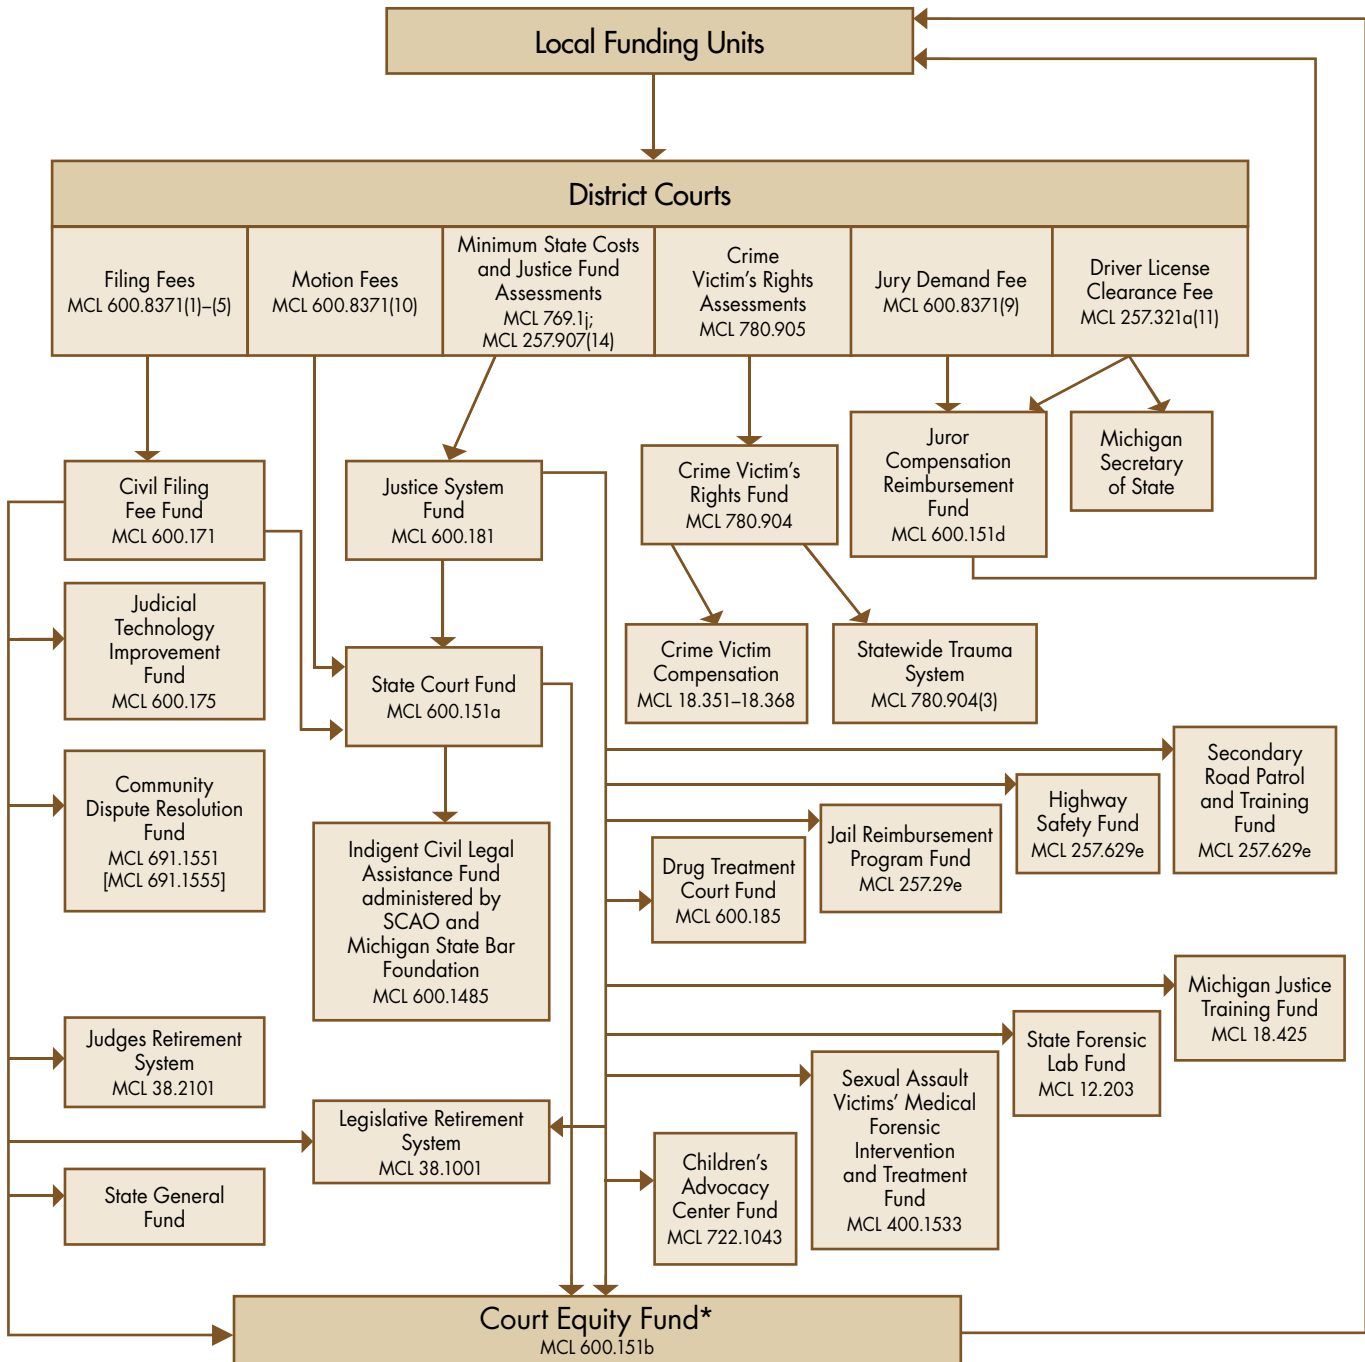 Local Funding Units
District Courts
Filing Fees
MCL 600.8371(1)–(5)
Motion Fees
MCL 600.8371(10)
Minimum State Costs
and Justice Fund
Assessments
MCL 769.1j;
MCL 257.907(14)
Crime
Victim's Rights
Assessments
MCL 780.905
Jury Demand Fee
MCL 600.8371(9)
Driver License
Clearance Fee
MCL 257.321a(11)
Civil Filing
Fee Fund
MCL 600.171
Justice System
Fund
MCL 600.181
Crime Victim's
Rights Fund
MCL 780.904
Juror
Compensation
Reimbursement
Fund
MCL 600.151d
Michigan
Secretary
of State
Judicial
Technology
Improvement
Fund
MCL 600.175
State Court Fund
MCL 600.151a
Crime Victim
Compensation
MCL 18.351–18.368
Statewide Trauma
System
MCL 780.904(3)
Community
Dispute Resolution
Fund
MCL 691.1551
[MCL 691.1555]
Indigent Civil Legal
Assistance Fund
administered by
SCAO and
Michigan State Bar
Foundation
MCL 600.1485
Drug Treatment
Court Fund
MCL 600.185
Jail Reimbursement
Program Fund
MCL 257.29e
Highway
Safety Fund
MCL 257.629e
Secondary
Road Patrol
and Training
Fund
MCL 257.629e
Judges Retirement
System
MCL 38.2101
Legislative Retirement
System
MCL 38.1001
State General
Fund
Children's
Advocacy
Center Fund
MCL 722.1043
Sexual Assault
Victims' Medical
Forensic
Intervention
and Treatment
Fund
MCL 400.1533
State Forensic
Lab Fund
MCL 12.203
Michigan Justice
Training Fund
MCL 18.425
Court Equity Fund*
MCL 600.151b